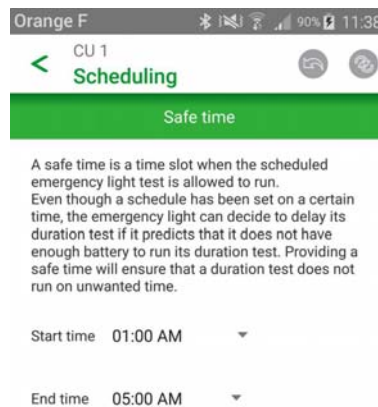 Orange F 90% 11:38
CU 1
Scheduling
Safe time
A safe time is a time slot when the scheduled
emergency light test is allowed to run.
Even though a schedule has been set on a certain
time, the emergency light can decide to delay its
duration test if it predicts that it does not have
enough battery to run its duration test. Providing a
safe time will ensure that a duration test does not
run on unwanted time.
Start time 01:00 AM
End time 05:00 AM